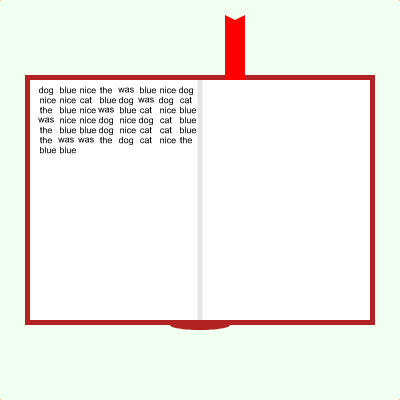 dog blue nice the was blue nice dog
nice nice cat blue dog was dog cat
the blue nice was blue cat nice blue
was nice nice dog nice dog cat blue
the blue blue dog nice cat cat blue
the was was the dog cat nice the
blue blue